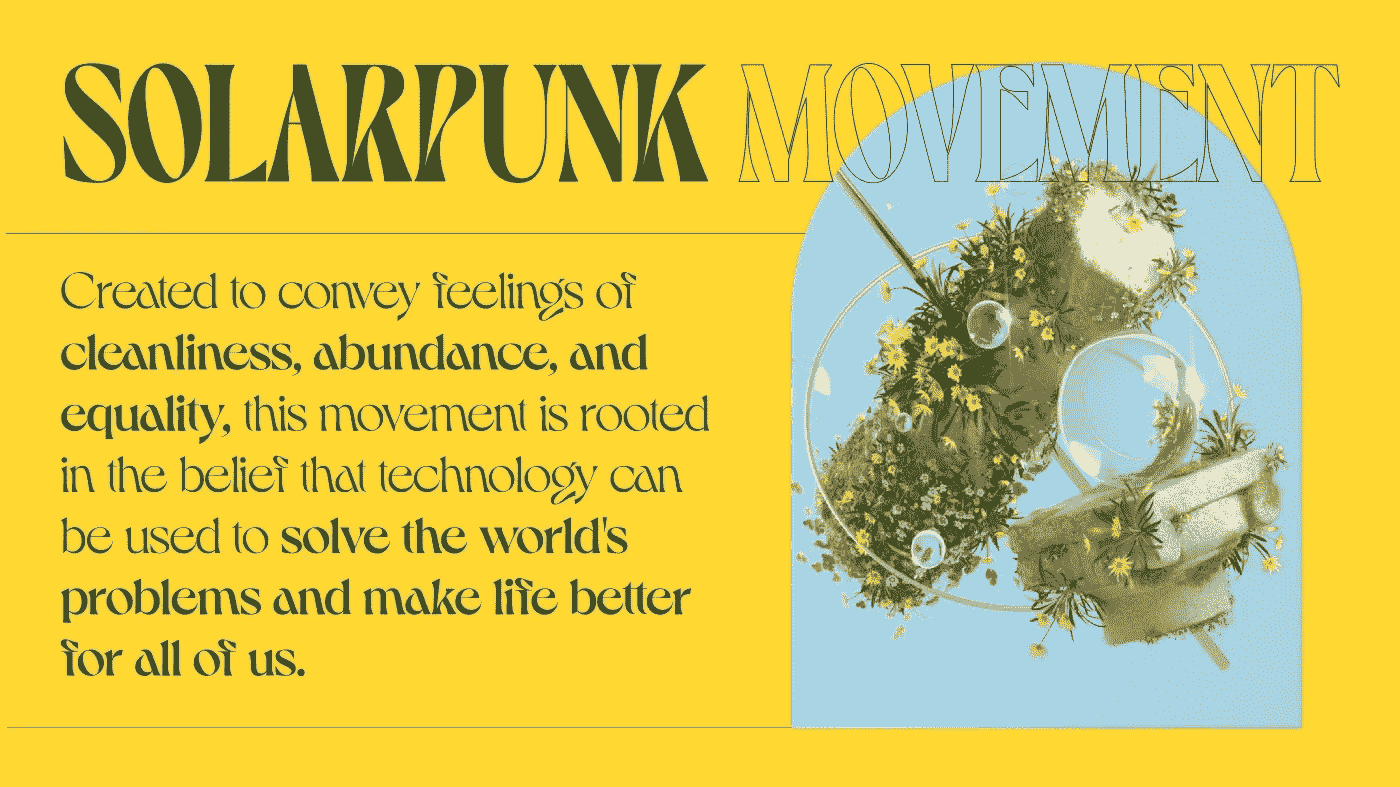 SOLARPUNK MOVEMENT
Created to convey feelings of
cleanliness, abundance, and
equality, this movement is rooted
in the belief that technology can
be used to solve the world's
problems and make life better
for all of us.